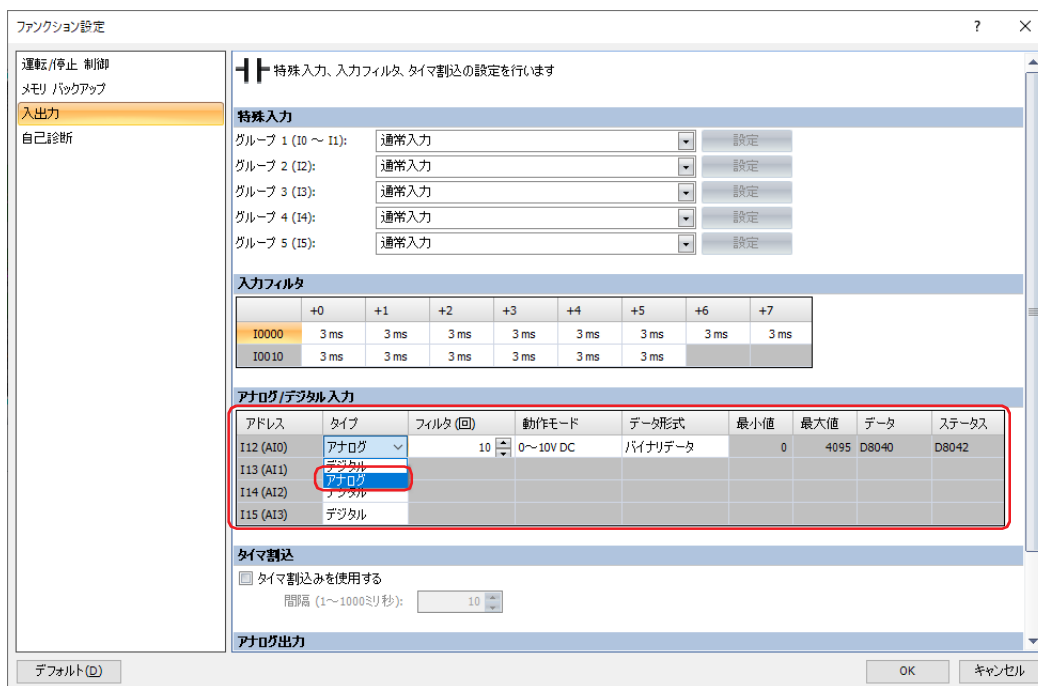 ファンクション設定 ? ×
運転/停止 制御
メモリ バックアップ
入出力
自己診断
特殊入力、入力フィルタ、タイマ割込の設定を行います
特殊入力
グループ 1 (I0 ～ I1): 通常入力 設定
グループ 2 (I2): 通常入力 設定
グループ 3 (I3): 通常入力 設定
グループ 4 (I4): 通常入力 設定
グループ 5 (I5): 通常入力 設定
入力フィルタ
+0 +1 +2 +3 +4 +5 +6 +7
I0000 3 ms 3 ms 3 ms 3 ms 3 ms 3 ms 3 ms 3 ms
I0010 3 ms 3 ms 3 ms 3 ms 3 ms 3 ms
アナログ/デジタル入力
アドレス タイプ フィルタ (回) 動作モード データ形式 最小値 最大値 データ ステータス
I12 (AI0) アナログ 10 0～10V DC バイナリデータ 0 4095 D8040 D8042
I13 (AI1) デジタル
アナログ
I14 (AI2) デジタル
I15 (AI3) デジタル
タイマ割込
タイマ割込みを使用する
間隔 (1～1000ミリ秒): 10
アナログ出力
デフォルト(D) OK キャンセル